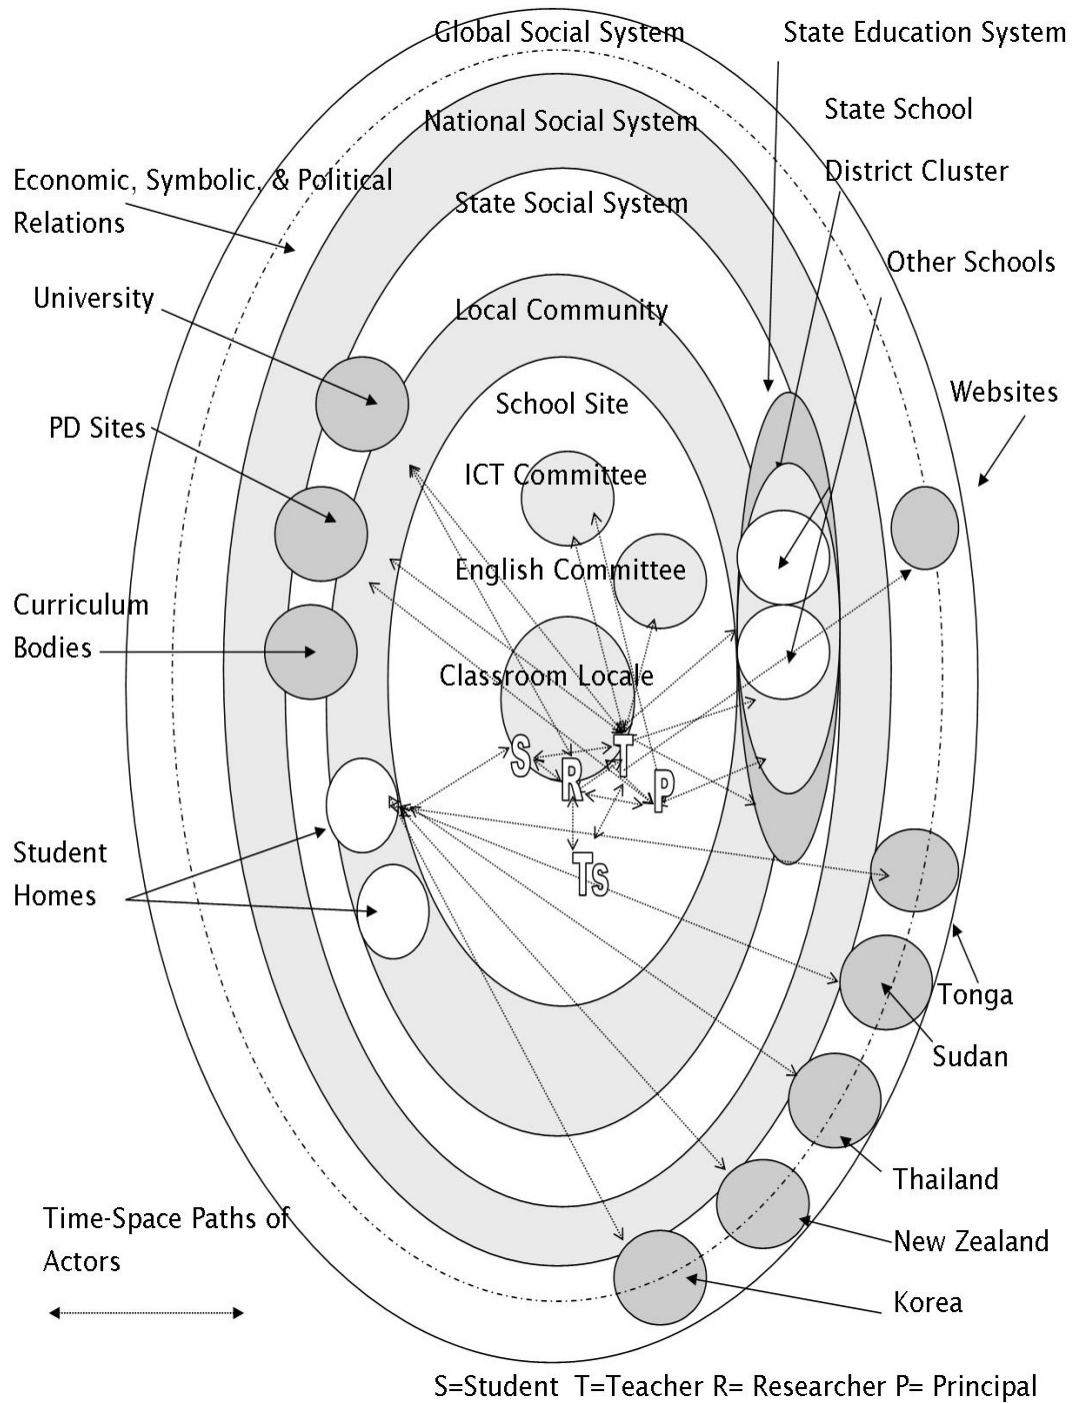 Global Social System
State Education System
National Social System
State School
District Cluster
Economic, Symbolic, & Political
Relations
State Social System
Other Schools
University
Local Community
Websites
School Site
PD Sites
ICT Committee
English Committee
Curriculum
Bodies
Classroom Locale
S
T
R
P
Ts
Student
Homes
Tonga
Sudan
Thailand
Time-Space Paths of
Actors
New Zealand
Korea
S=Student T=Teacher R= Researcher P= Principal